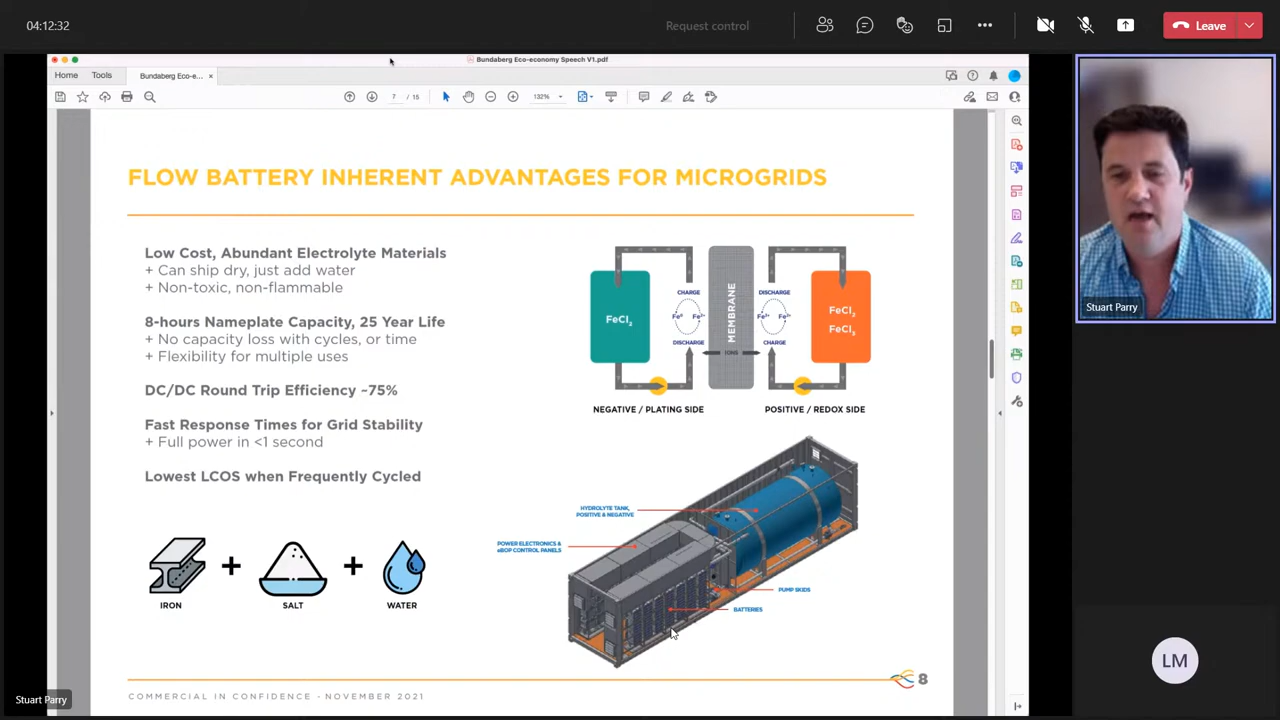 04:12:32
Request control
Leave
Bundaberg Eco-economy Speech V1.pdf
Home
Tools
Bundaberg Eco-e...
7 / 15
132%
FLOW BATTERY INHERENT ADVANTAGES FOR MICROGRIDS
Low Cost, Abundant Electrolyte Materials
+ Can ship dry, just add water
+ Non-toxic, non-flammable
8-hours Nameplate Capacity, 25 Year Life
+ No capacity loss with cycles, or time
+ Flexibility for multiple uses
DC/DC Round Trip Efficiency ~75%
Fast Response Times for Grid Stability
+ Full power in <1 second
Lowest LCOS when Frequently Cycled
IRON
+
SALT
+
WATER
FeCl₂
CHARGE
Fe⁰ Fe²⁺
DISCHARGE
MEMBRANE
IONS
DISCHARGE
Fe³⁺ Fe²⁺
CHARGE
FeCl₂
FeCl₃
NEGATIVE / PLATING SIDE
POSITIVE / REDOX SIDE
HYDROLYTE TANK,
POSITIVE & NEGATIVE
POWER ELECTRONICS &
eBOP CONTROL PANELS
PUMP SKIDS
BATTERIES
COMMERCIAL IN CONFIDENCE - NOVEMBER 2021
8
Stuart Parry
Stuart Parry
LM